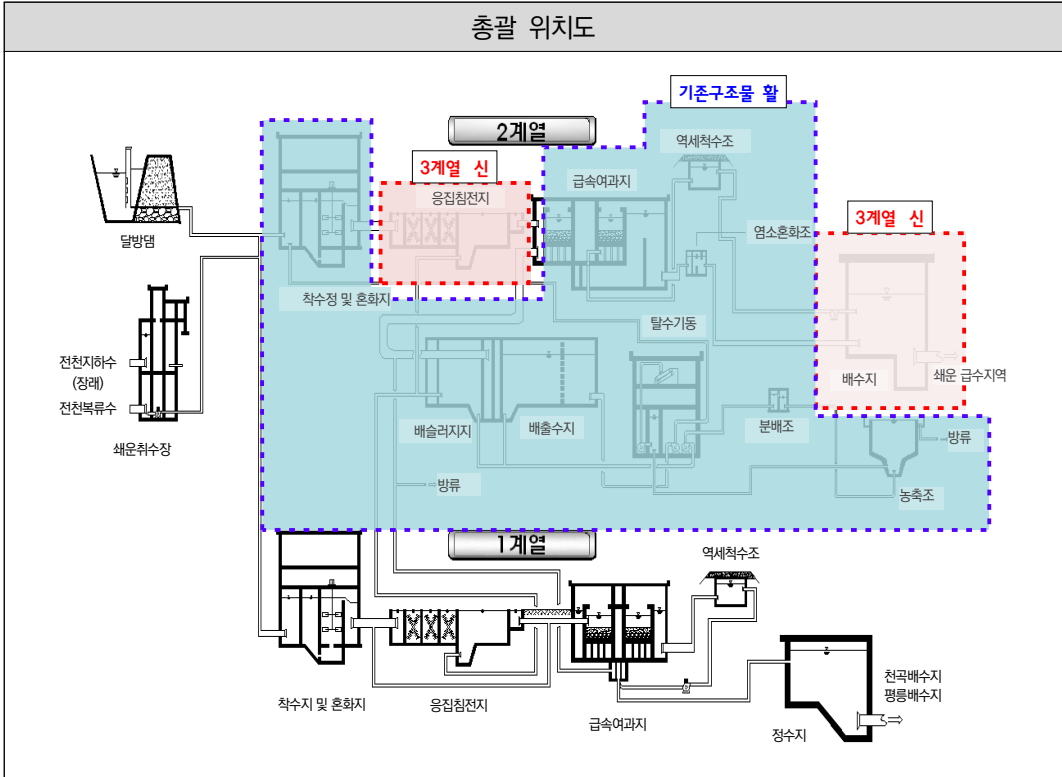 총괄 위치도
기존구조물 활
2계열
역세척수조
3계열 신
응집침전지
급속여과지
3계열 신
달방댐
염소혼화조
착수정 및 혼화지
탈수기동
전천지하수
(장래)
전천복류수
쇄운취수장
배수지
쇄운 급수지역
배슬러지지
배출수지
분배조
방류
방류
농축조
1계열
역세척수조
착수지 및 혼화지
응집침전지
급속여과지
천곡배수지
평릉배수지
정수지